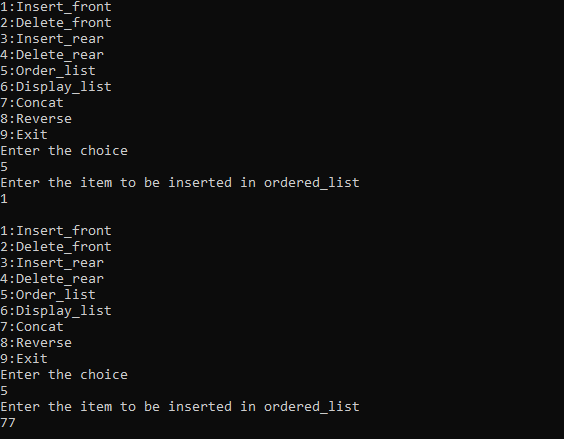 1:Insert_front
2:Delete_front
3:Insert_rear
4:Delete_rear
5:Order_list
6:Display_list
7:Concat
8:Reverse
9:Exit
Enter the choice
5
Enter the item to be inserted in ordered_list
1
1:Insert_front
2:Delete_front
3:Insert_rear
4:Delete_rear
5:Order_list
6:Display_list
7:Concat
8:Reverse
9:Exit
Enter the choice
5
Enter the item to be inserted in ordered_list
77